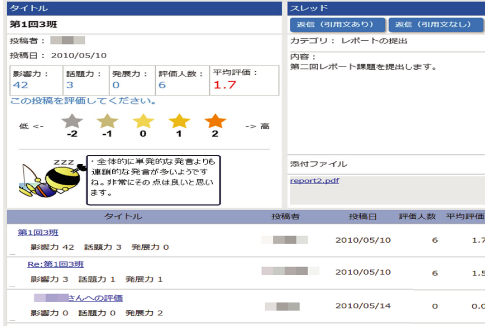 タイトル
第1回3班
投稿者：
投稿日： 2010/05/10
影響力： 話題力： 発展力： 評価人数： 平均評価：
42 3 0 6 1.7
この投稿を評価してください。
低 <- -2 -1 0 1 2 -> 高
zzz
・全体的に単発的な発言よりも
連鎖的な発言が多いようです
ね。非常にその点は良いと思い
ます。
スレッド
返信（引用文あり） 返信（引用文なし）
カテゴリ： レポートの提出
内容：
第二回レポート課題を提出します。
添付ファイル
report2.pdf
タイトル 投稿者 投稿日 評価人数 平均評価
第1回3班 2010/05/10 6 1.7
影響力 42 話題力 3 発展力 0
Re:第1回3班 2010/05/10 6 1.5
影響力 3 話題力 1 発展力 1
さんへの評価 2010/05/14 0 0.0
影響力 0 話題力 0 発展力 2